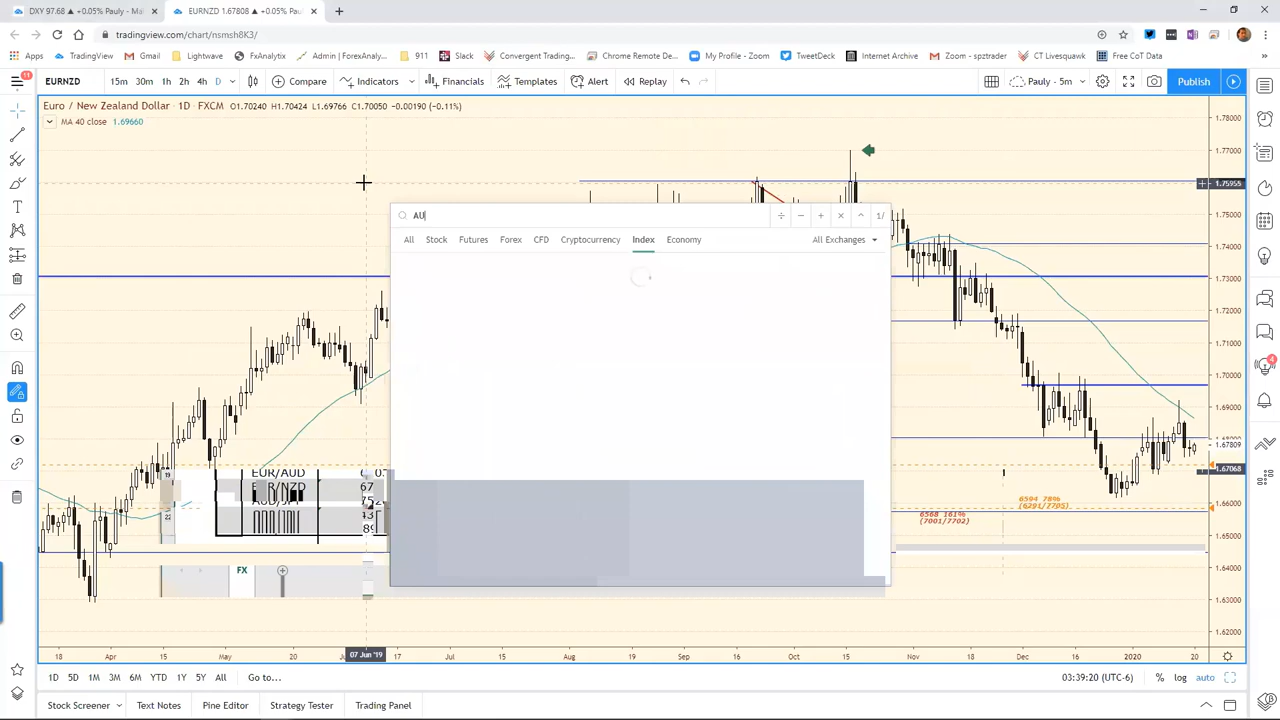 DXY 97.68 ▲ +0.05% Pauly - Mai
EURNZD 1.67808 ▲ +0.05% Pauly
tradingview.com/chart/nsmsh8K3/
Apps TradingView Gmail Lightwave FxAnalytix Admin | ForexAnaly... 911 Slack Convergent Trading... Chrome Remote De... My Profile - Zoom TweetDeck Internet Archive Zoom - spztrader CT Livesquawk Free CoT Data
11 EURNZD 15m 30m 1h 2h 4h D Compare Indicators Financials Templates Alert Replay Pauly - 5m Publish
Euro / New Zealand Dollar 1D FXCM O1.70240 H1.70424 L1.69766 C1.70050 -0.00190 (-0.11%)
MA 40 close 1.69660
1.78000
1.77000
1.75955
1.75000
1.74000
1.73000
1.72000
1.71000
1.70000
1.69000
1.67809
1.67068
1.66000
1.65000
1.64000
1.63000
1.62000
AU ÷ − + × ^ 1/
All Stock Futures Forex CFD Cryptocurrency Index Economy All Exchanges
4
EUR/AUD
FX
6594 78%
(6291/7705)
6568 161%
(7001/7702)
18 Apr 15 May 20 07 Jun '19 17 Jul 15 Aug 19 Sep 16 Oct 15 Nov 18 Dec 16 2020 20
1D 5D 1M 3M 6M YTD 1Y 5Y All Go to... 03:39:20 (UTC-6) % log auto
Stock Screener Text Notes Pine Editor Strategy Tester Trading Panel